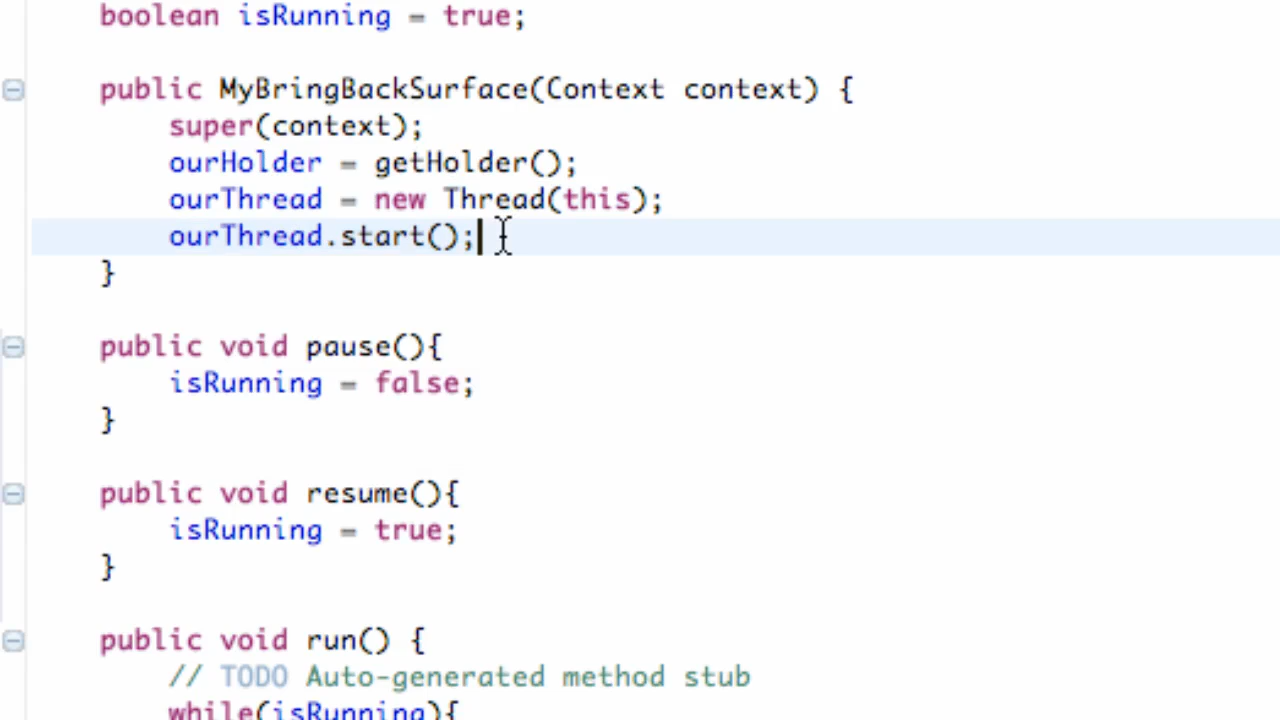 boolean isRunning = true;
public MyBringBackSurface(Context context) {
super(context);
ourHolder = getHolder();
ourThread = new Thread(this);
ourThread.start();
}
public void pause(){
isRunning = false;
}
public void resume(){
isRunning = true;
}
public void run() {
// TODO Auto-generated method stub
while(isRunning){